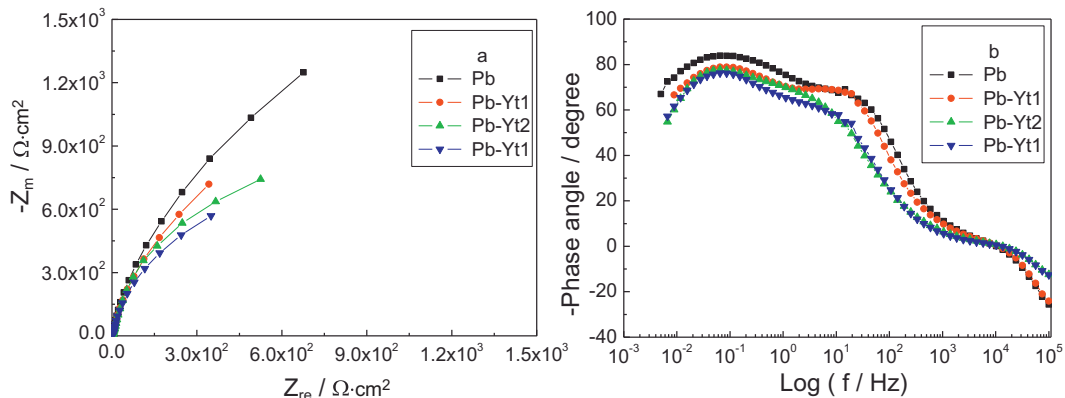 1.5x10³
1.2x10³
9.0x10²
6.0x10²
3.0x10²
0.0
-Zₘ / Ω·cm²
a
Pb
Pb-Yt1
Pb-Yt2
Pb-Yt1
0.0 3.0x10² 6.0x10² 9.0x10² 1.2x10³ 1.5x10³
Zᵣₑ / Ω·cm²
100
80
60
40
20
0
-20
-40
-Phase angle / degree
b
Pb
Pb-Yt1
Pb-Yt2
Pb-Yt1
10⁻³ 10⁻² 10⁻¹ 10⁰ 10¹ 10² 10³ 10⁴ 10⁵
Log ( f / Hz)